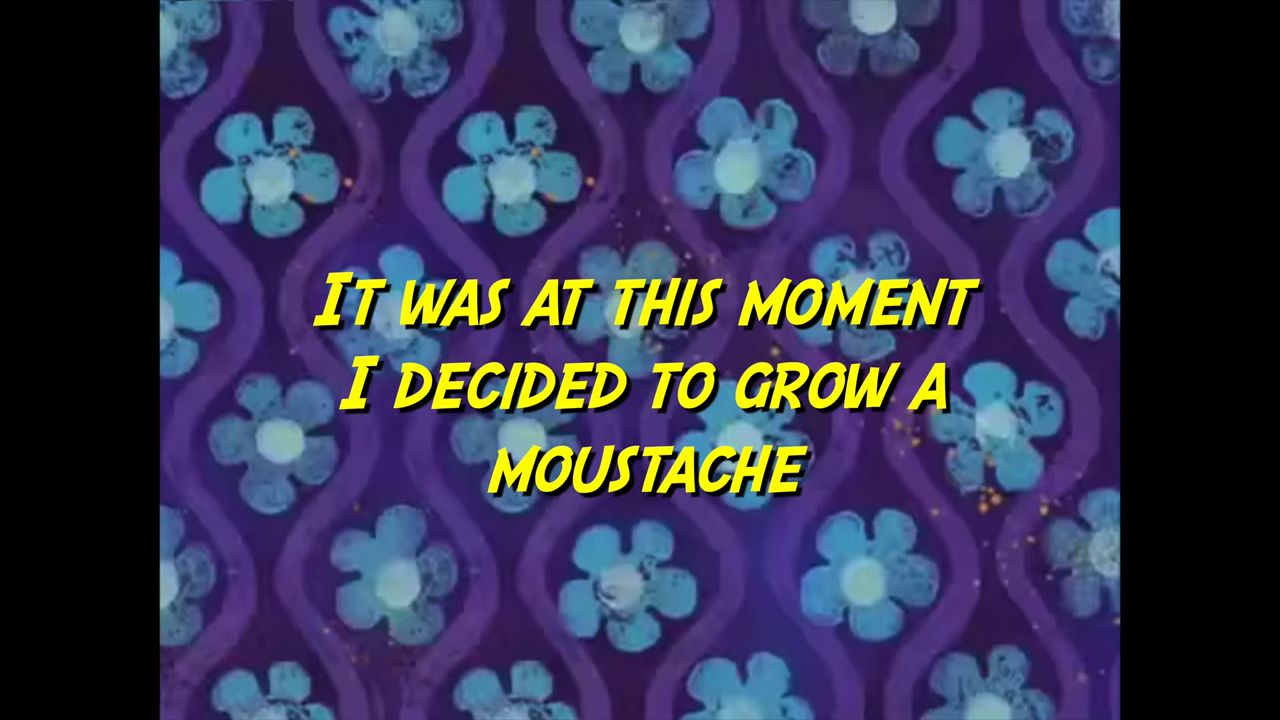 It was at this moment
I decided to grow a
moustache